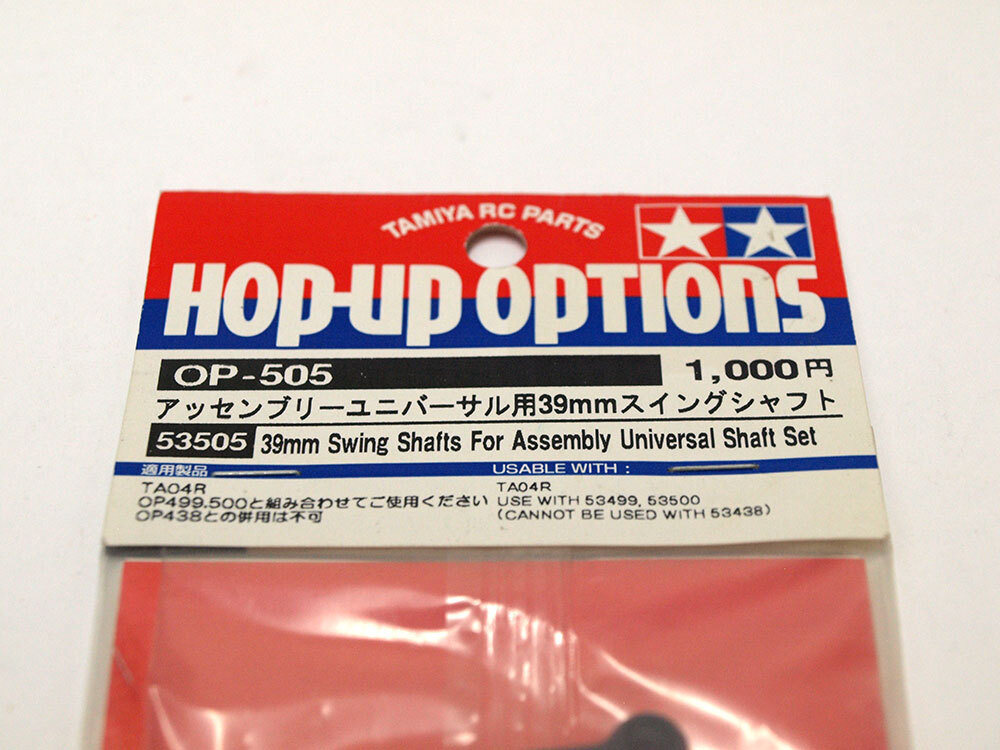 TAMIYA RC PARTS
HOP-UP OPTIONS
OP-505 1,000円
アッセンブリーユニバーサル用39mmスイングシャフト
53505 39mm Swing Shafts For Assembly Universal Shaft Set
適用製品 USABLE WITH :
TA04R
OP499.500と組み合わせてご使用ください
OP438との併用は不可
TA04R
USE WITH 53499, 53500
(CANNOT BE USED WITH 53438)